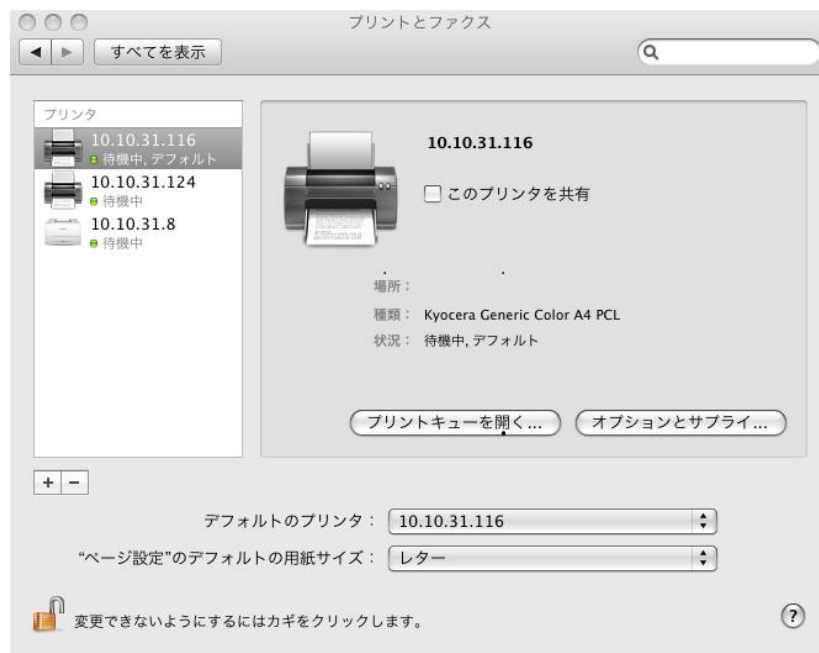 プリントとファクス
すべてを表示
プリンタ
10.10.31.116
待機中, デフォルト
10.10.31.124
待機中
10.10.31.8
待機中
10.10.31.116
このプリンタを共有
場所：
種類： Kyocera Generic Color A4 PCL
状況： 待機中, デフォルト
プリントキューを開く... オプションとサプライ...
+ −
デフォルトのプリンタ： 10.10.31.116
“ページ設定”のデフォルトの用紙サイズ： レター
変更できないようにするにはカギをクリックします。 ?